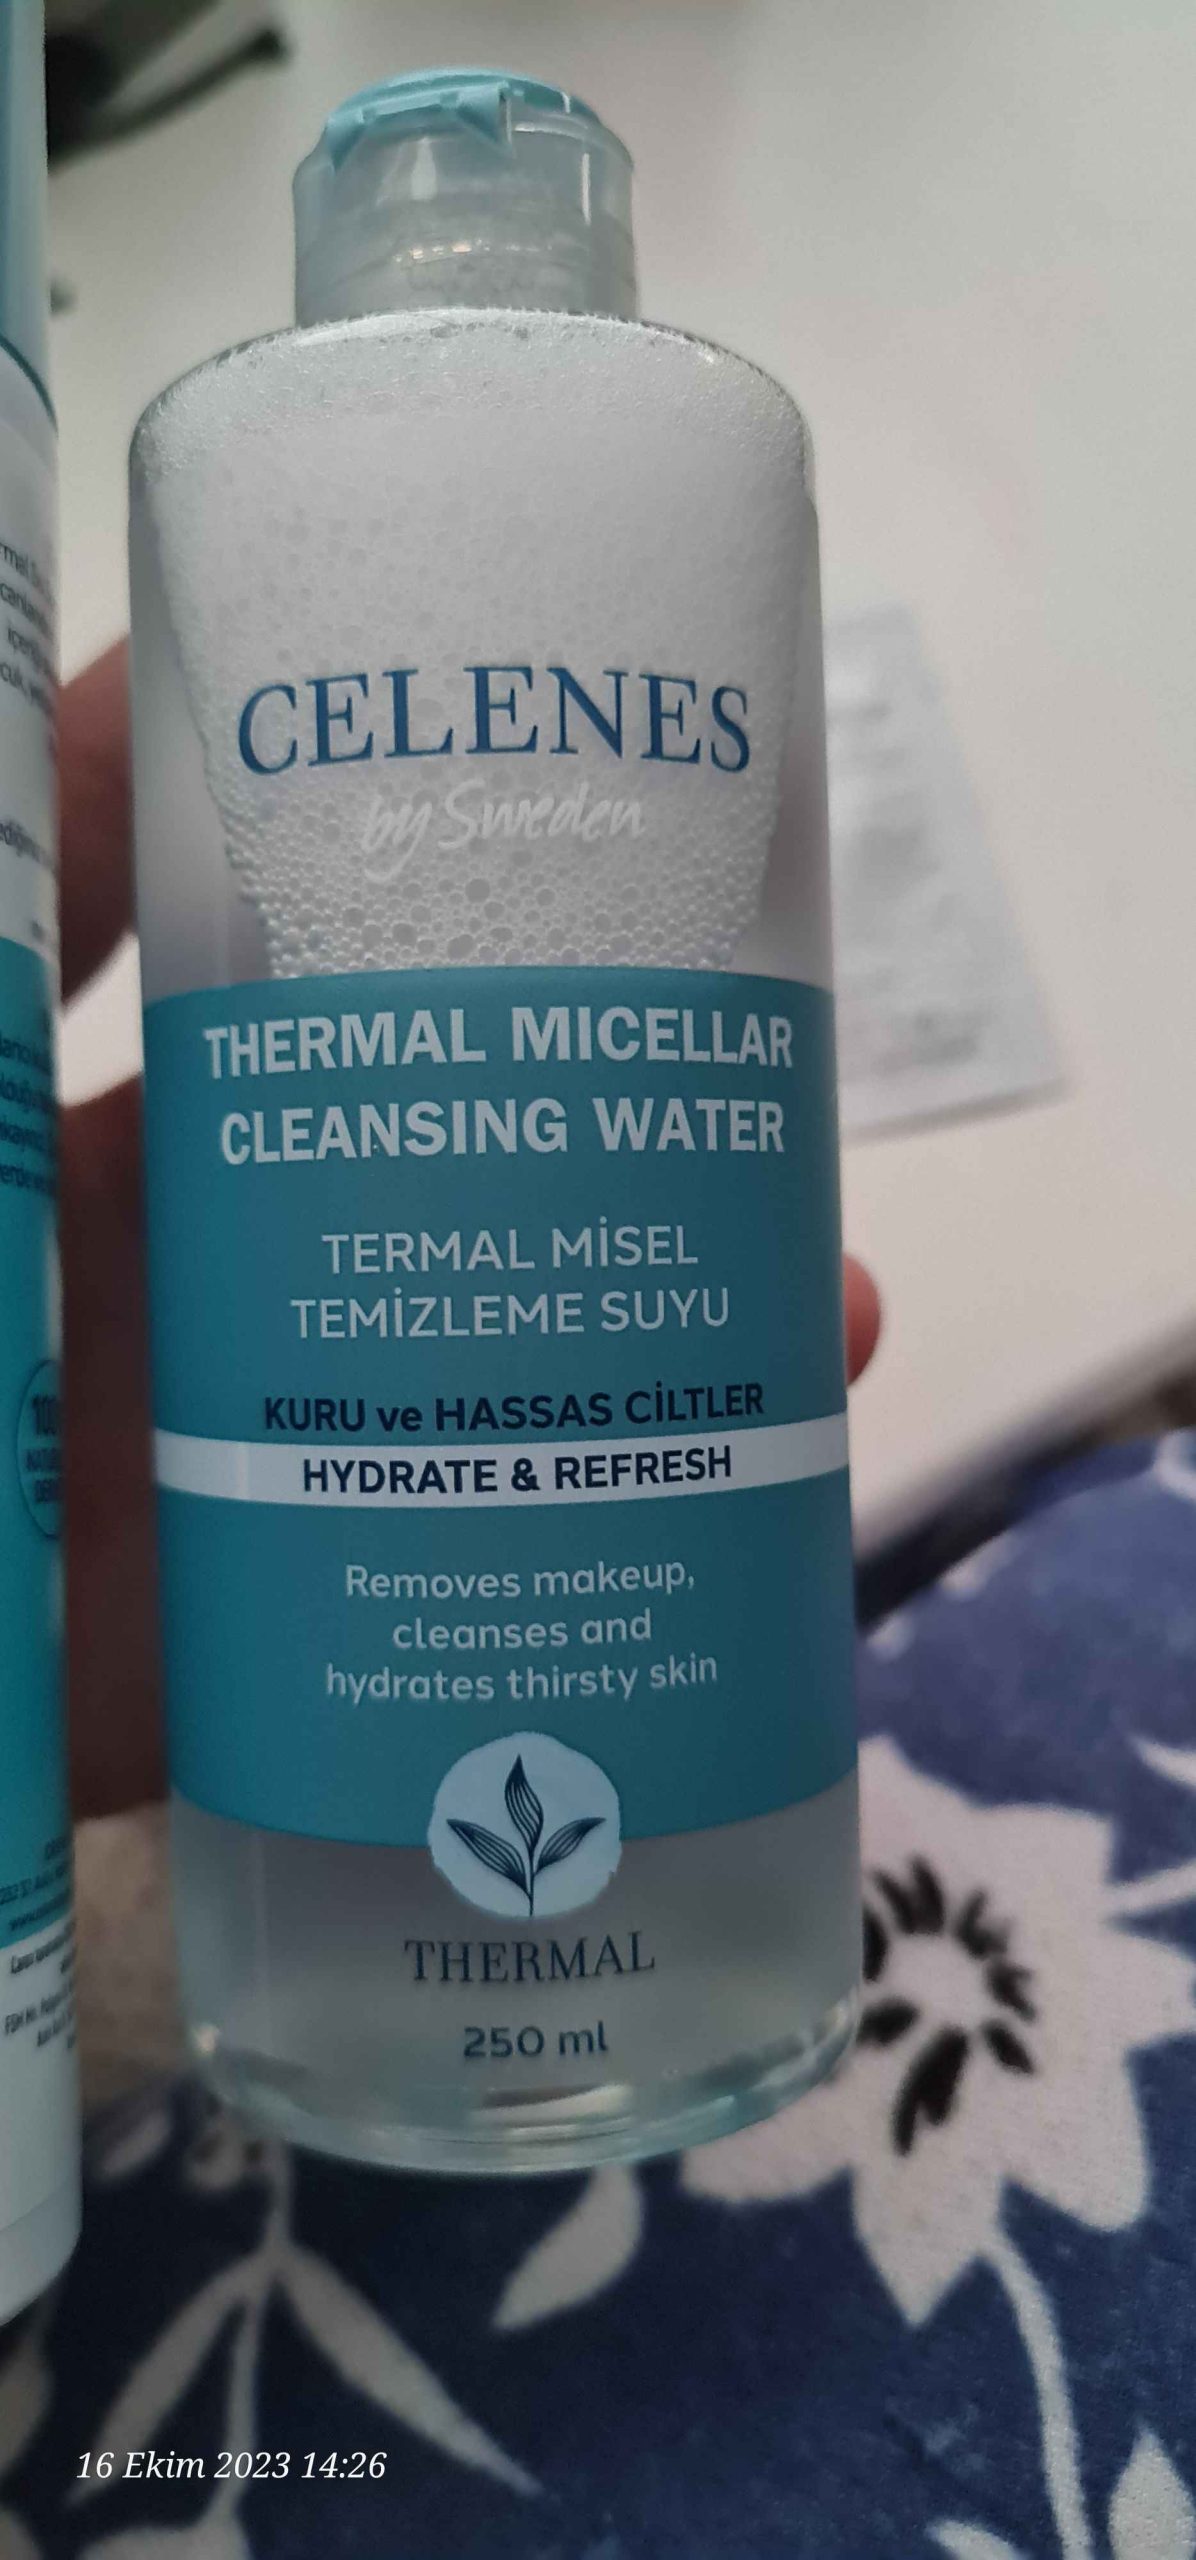 CELENES
by Sweden
THERMAL MICELLAR
CLEANSING WATER
TERMAL MİSEL
TEMİZLEME SUYU
KURU ve HASSAS CİLTLER
HYDRATE & REFRESH
Removes makeup,
cleanses and
hydrates thirsty skin
THERMAL
250 ml
16 Ekim 2023 14:26